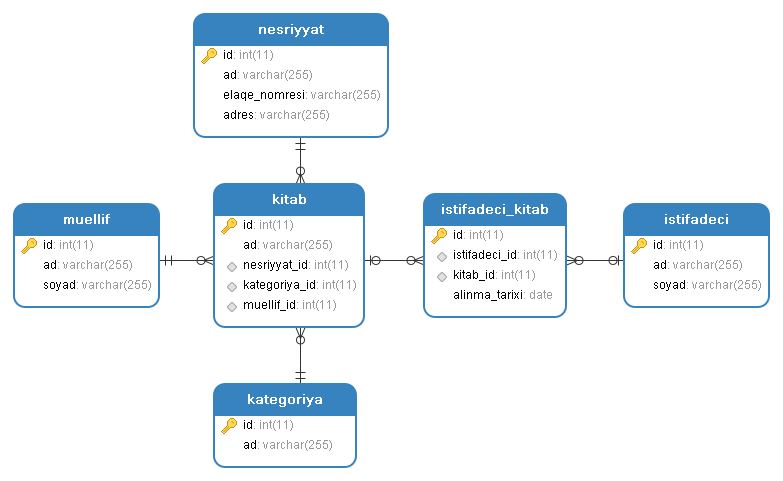 nesriyyat
id: int(11)
ad: varchar(255)
elaqe_nomresi: varchar(255)
adres: varchar(255)
muellif
id: int(11)
ad: varchar(255)
soyad: varchar(255)
kitab
id: int(11)
ad: varchar(255)
nesriyyat_id: int(11)
kategoriya_id: int(11)
muellif_id: int(11)
istifadeci_kitab
id: int(11)
istifadeci_id: int(11)
kitab_id: int(11)
alinma_tarixi: date
istifadeci
id: int(11)
ad: varchar(255)
soyad: varchar(255)
kategoriya
id: int(11)
ad: varchar(255)